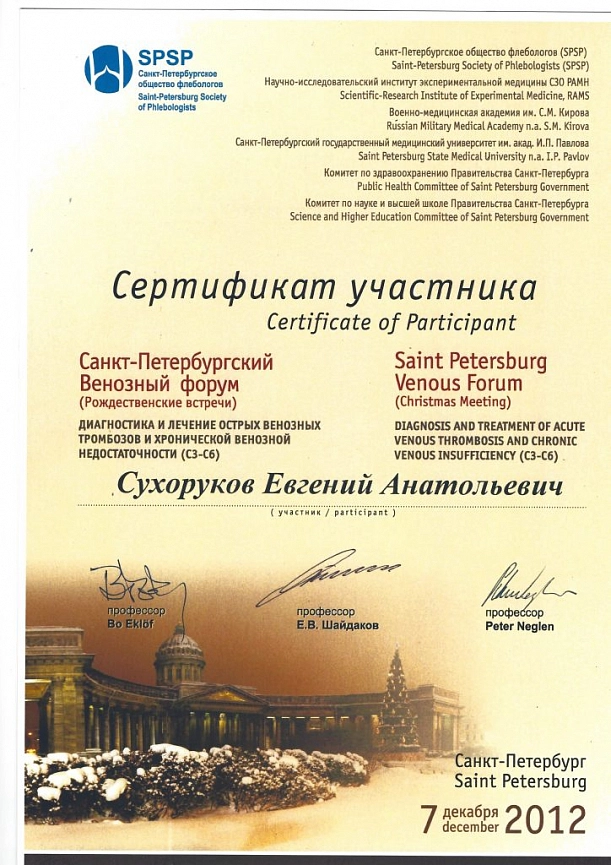 SPSP
Санкт-Петербургское
общество флебологов
Saint-Petersburg Society
of Phlebologists
Санкт-Петербургское общество флебологов (SPSP)
Saint-Petersburg Society of Phlebologists (SPSP)
Научно-исследовательский институт экспериментальной медицины СЗО РАМН
Scientific-Research Institute of Experimental Medicine, RAMS
Военно-медицинская академия им. С.М. Кирова
Russian Military Medical Academy n.a. S.M. Kirova
Санкт-Петербургский государственный медицинский университет им. акад. И.П. Павлова
Saint Petersburg State Medical University n.a. I.P. Pavlov
Комитет по здравоохранению Правительства Санкт-Петербурга
Public Health Committee of Saint Petersburg Government
Комитет по науке и высшей школе Правительства Санкт-Петербурга
Science and Higher Education Committee of Saint Petersburg Government
Сертификат участника
Certificate of Participant
Санкт-Петербургский
Венозный форум
(Рождественские встречи)
ДИАГНОСТИКА И ЛЕЧЕНИЕ ОСТРЫХ ВЕНОЗНЫХ
ТРОМБОЗОВ И ХРОНИЧЕСКОЙ ВЕНОЗНОЙ
НЕДОСТАТОЧНОСТИ (С3-С6)
Saint Petersburg
Venous Forum
(Christmas Meeting)
DIAGNOSIS AND TREATMENT OF ACUTE
VENOUS THROMBOSIS AND CHRONIC
VENOUS INSUFFICIENCY (C3-C6)
Сухоруков Евгений Анатольевич
( участник / participant )
профессор
Bo Eklöf
профессор
Е.В. Шайдаков
профессор
Peter Neglen
Санкт-Петербург
Saint Petersburg
7 декабря
december 2012